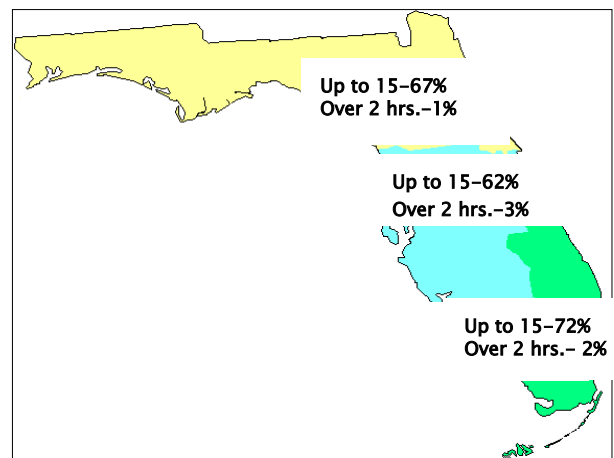 Up to 15-67%
Over 2 hrs.-1%
Up to 15-62%
Over 2 hrs.-3%
Up to 15-72%
Over 2 hrs.- 2%